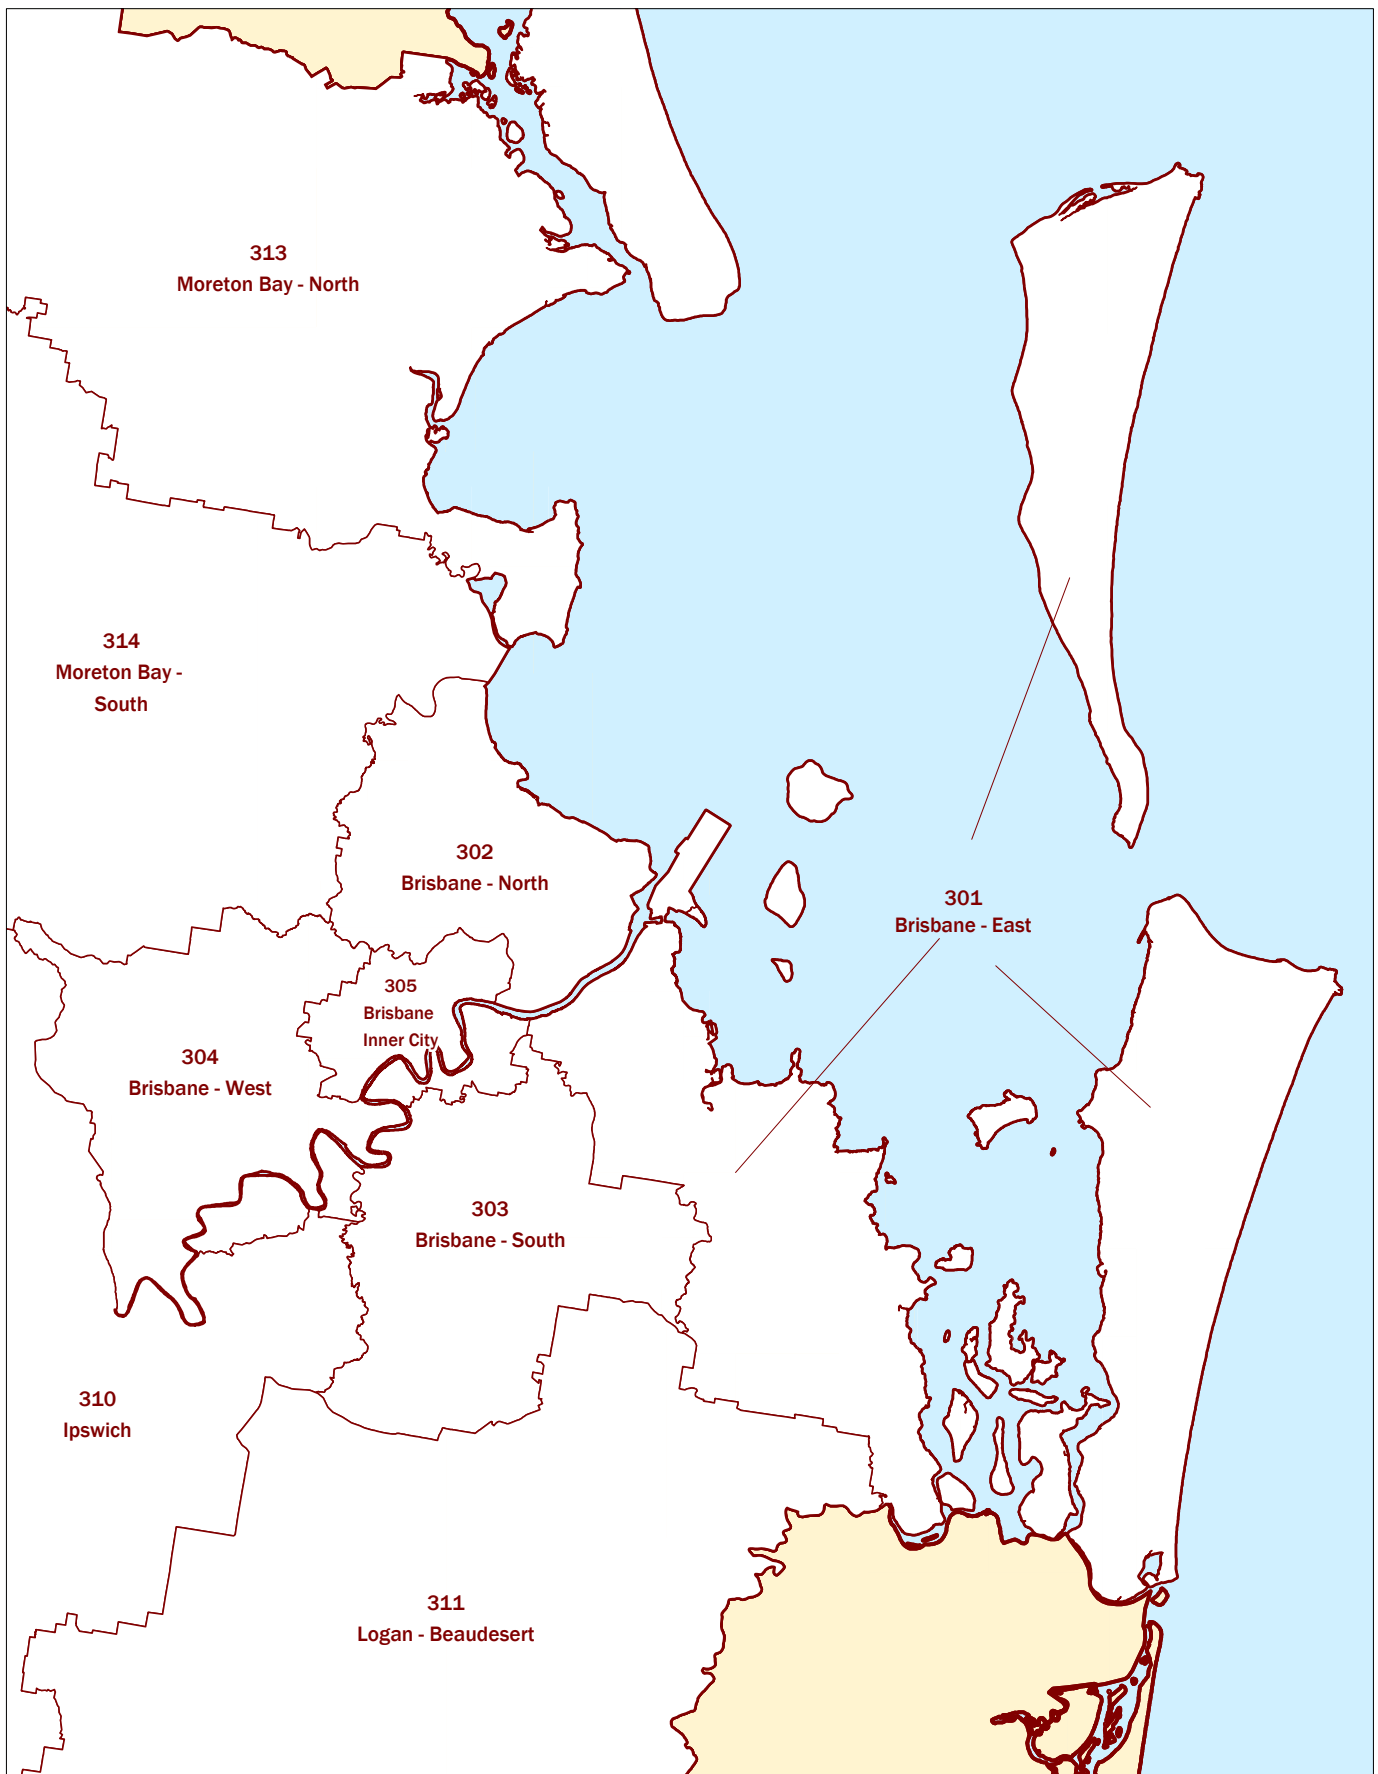 313
Moreton Bay - North
314
Moreton Bay -
South
302
Brisbane - North
301
Brisbane - East
305
Brisbane
Inner City
304
Brisbane - West
303
Brisbane - South
310
Ipswich
311
Logan - Beaudesert